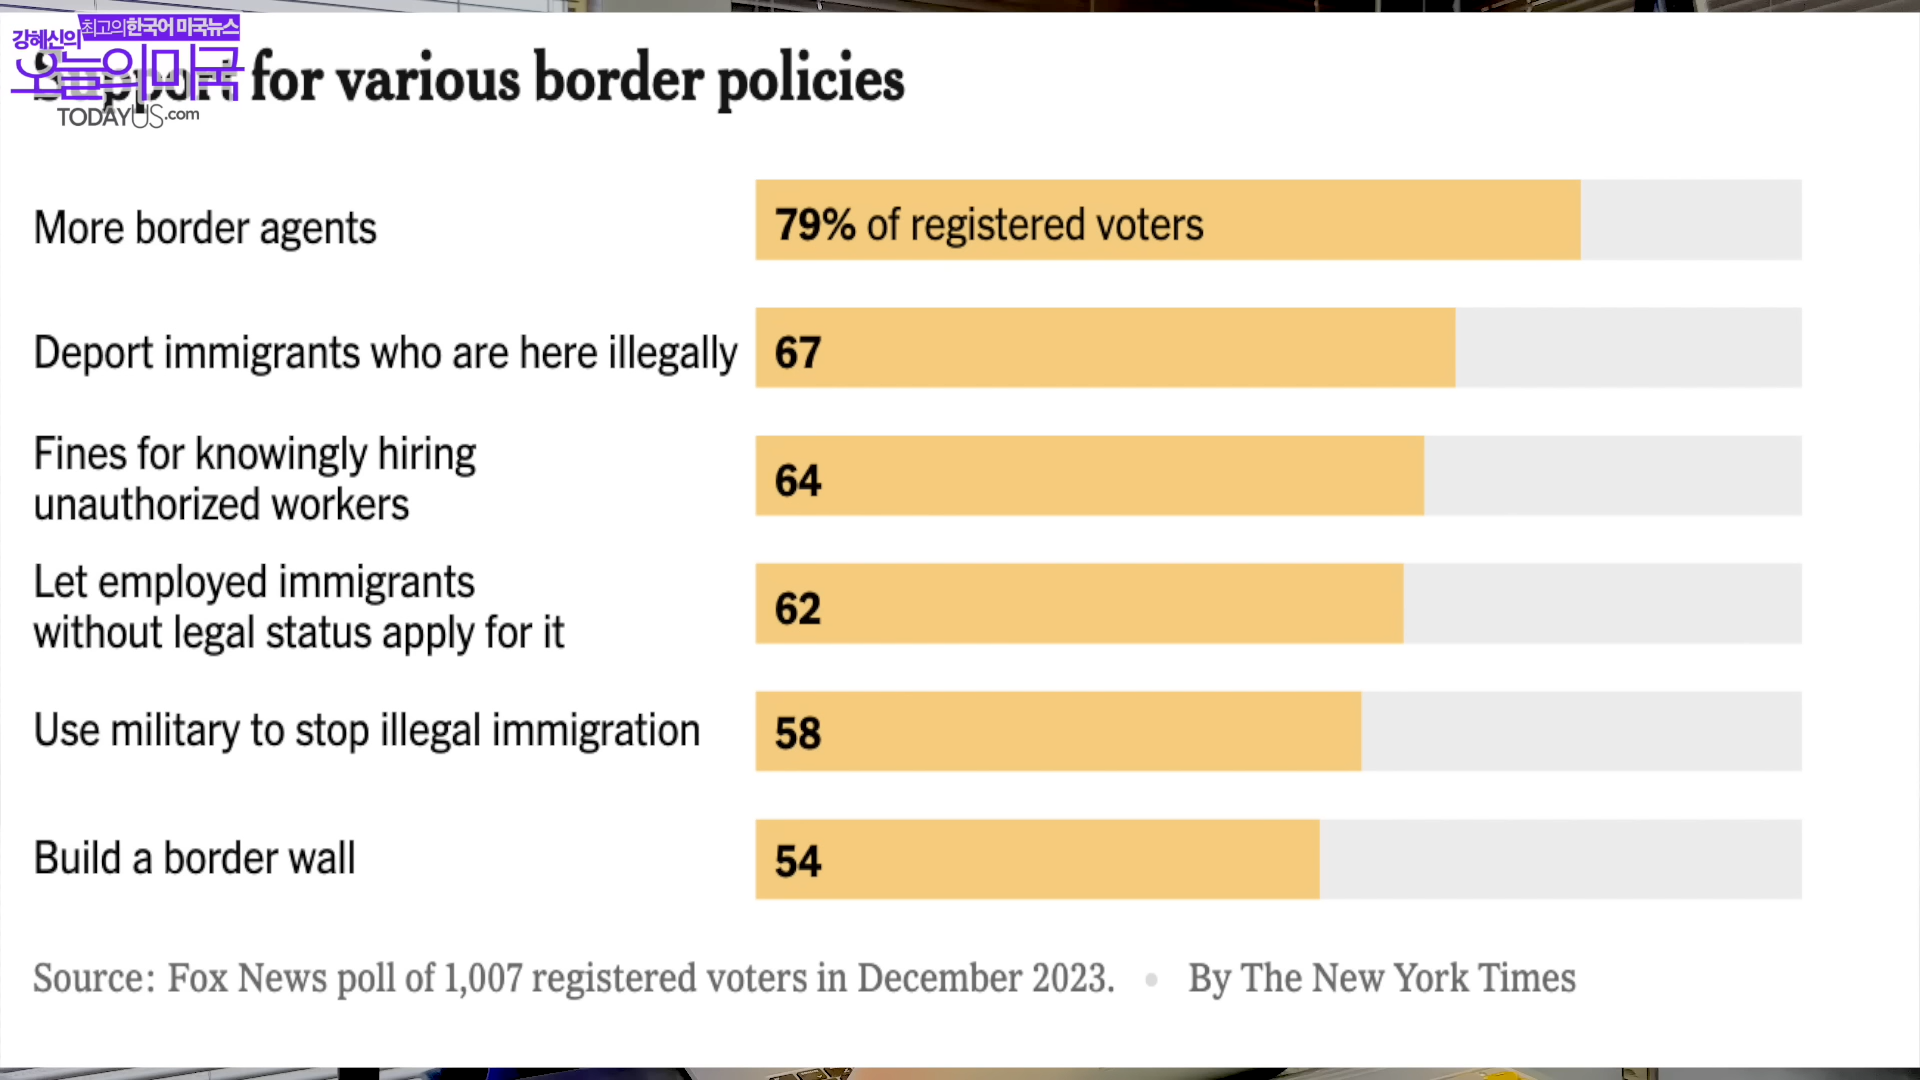 최고의한국어 미국뉴스
강혜신의
오늘의미국
TODAYUS.com
Support for various border policies
More border agents
79% of registered voters
Deport immigrants who are here illegally
67
Fines for knowingly hiring
unauthorized workers
64
Let employed immigrants
without legal status apply for it
62
Use military to stop illegal immigration
58
Build a border wall
54
Source: Fox News poll of 1,007 registered voters in December 2023. • By The New York Times